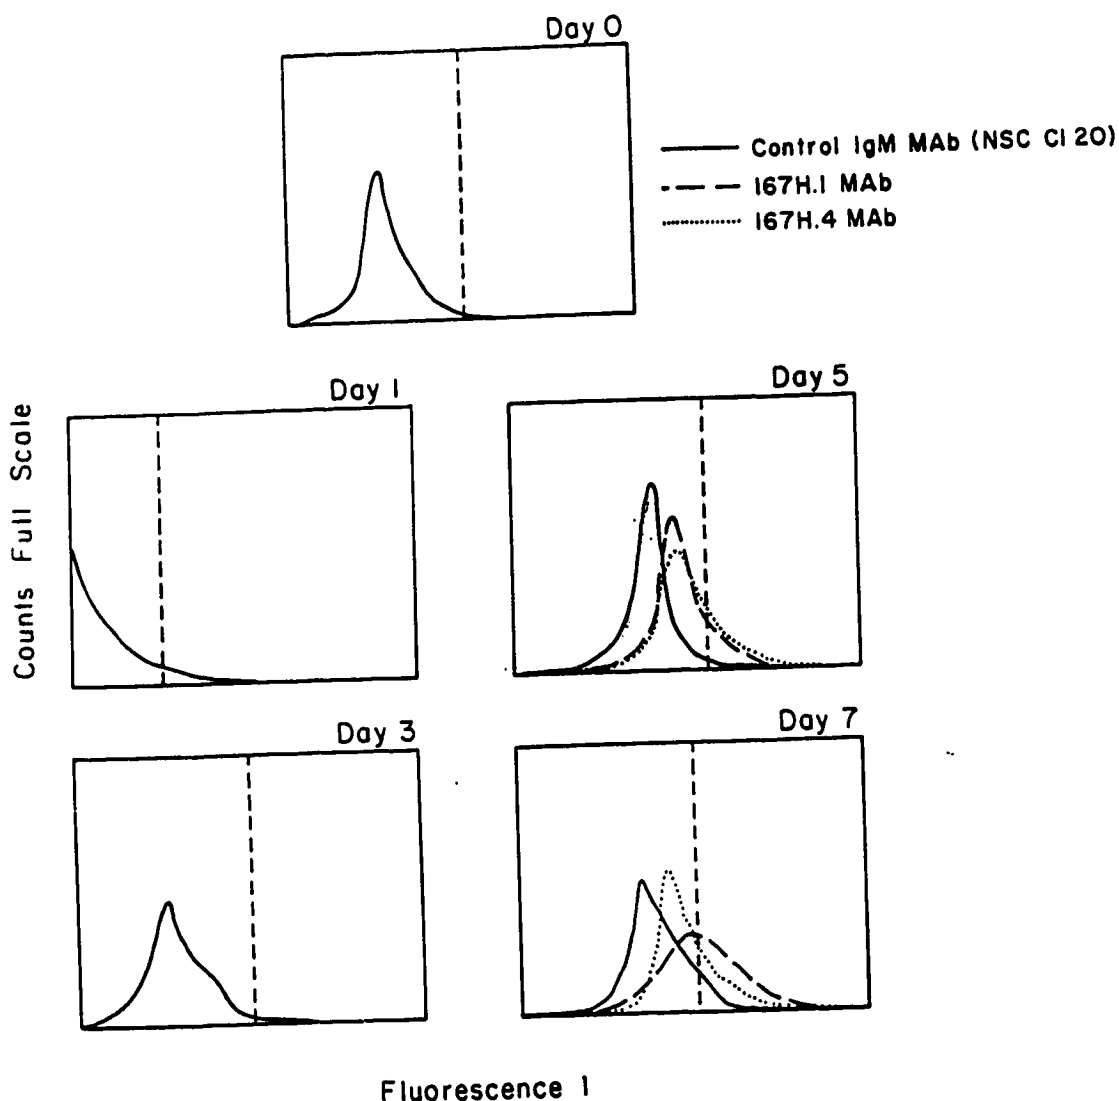 Day 0
Control IgM MAb (NSC Cl 20)
167H.1 MAb
167H.4 MAb
Day 1
Day 5
Counts Full Scale
Day 3
Day 7
Fluorescence 1